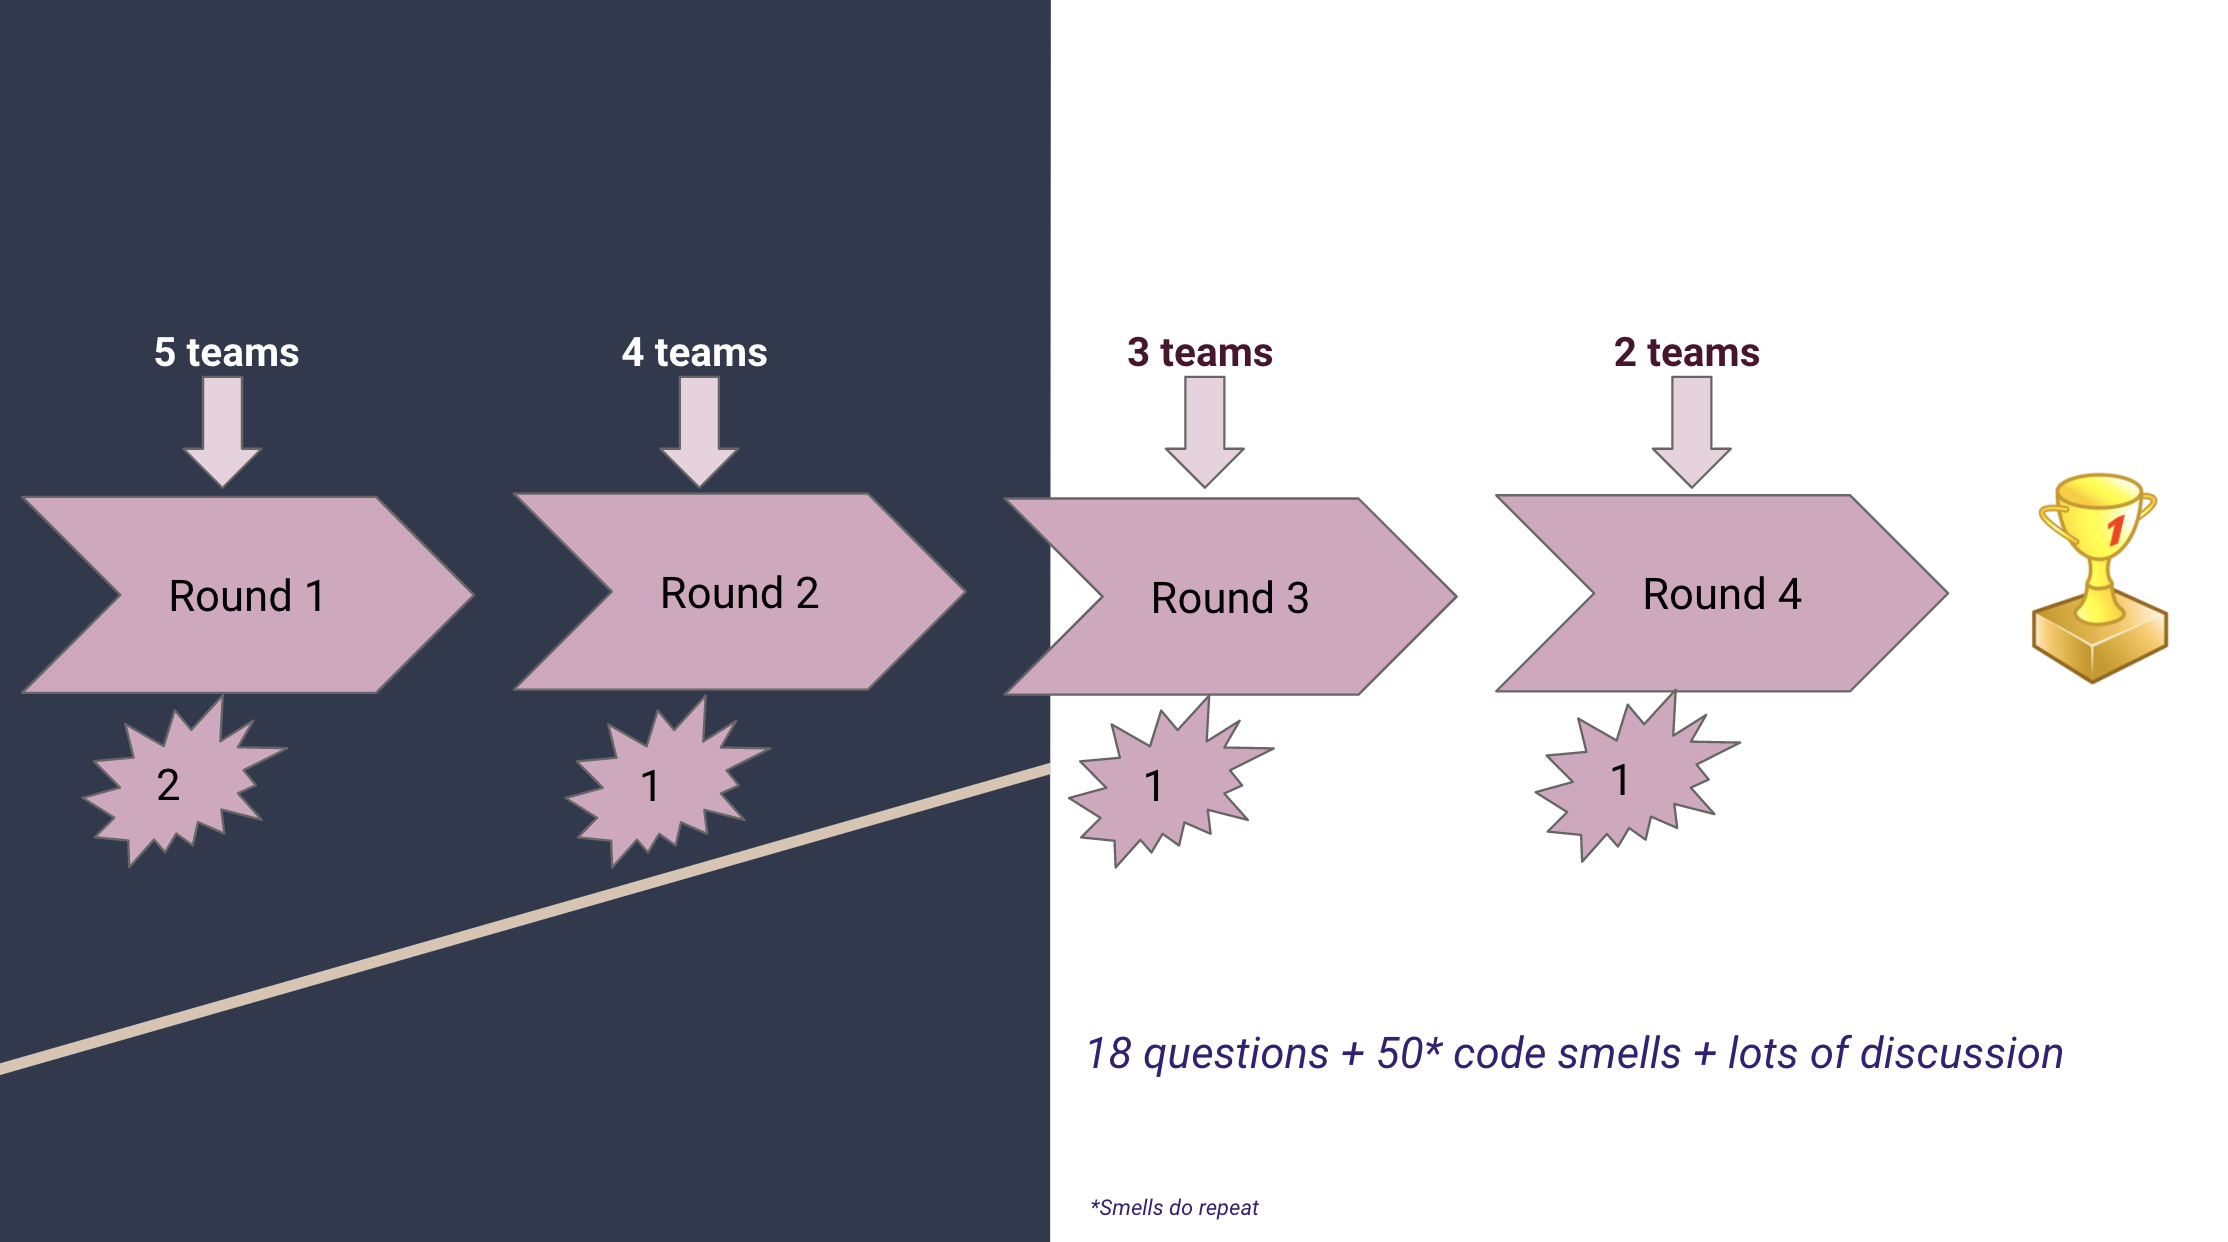 5 teams
4 teams
3 teams
2 teams
Round 1
Round 2
Round 3
Round 4
1
2
1
1
1
18 questions + 50* code smells + lots of discussion
*Smells do repeat